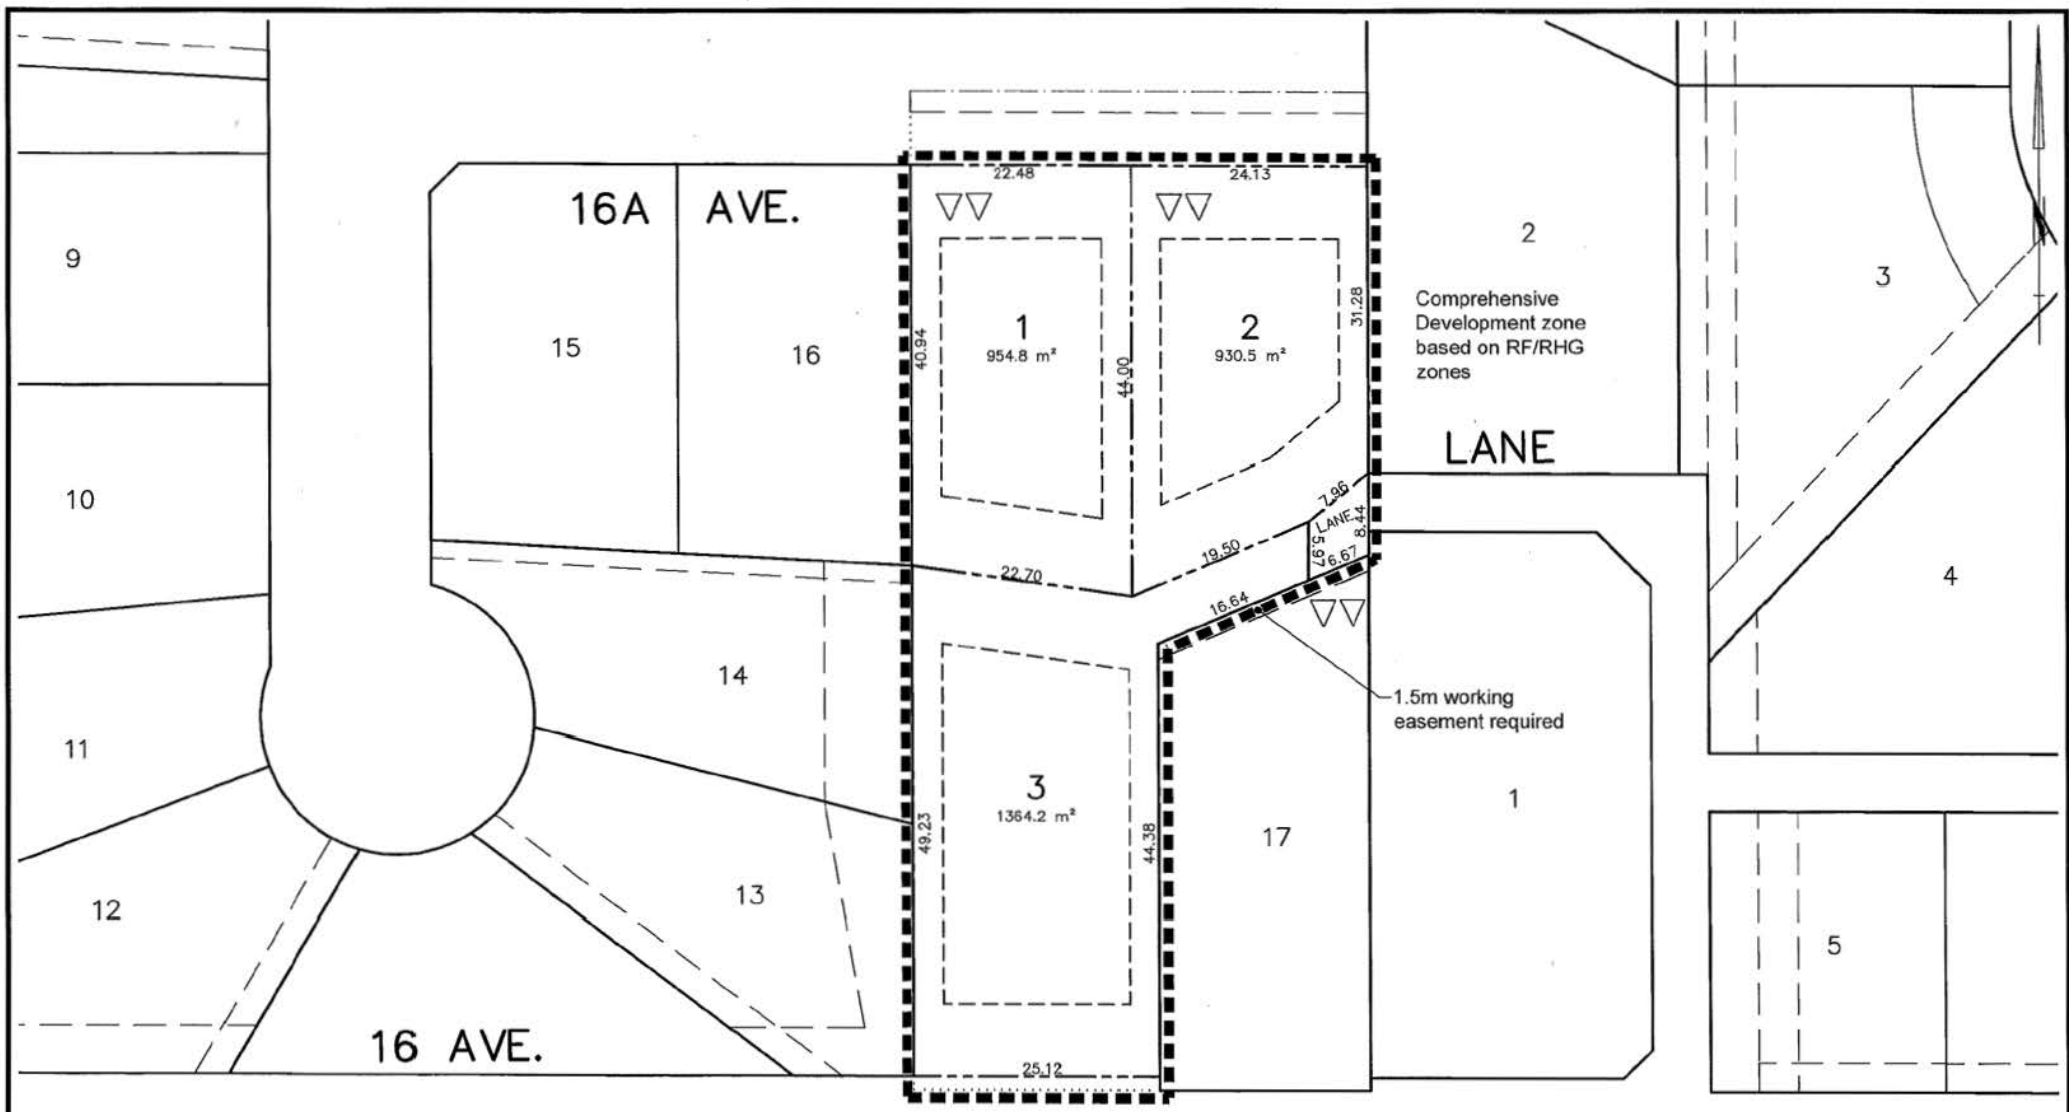 22.48
24.13
16A AVE.
9
2
3
31.28
Comprehensive
Development zone
based on RF/RHG
zones
1
954.8 m²
2
930.5 m²
15
16
40.94
44.00
LANE
10
7.96
LANE
8.44
5.97
6.67
19.50
22.70
16.64
4
14
1.5m working
easement required
11
3
1364.2 m²
1
49.23
44.38
17
13
12
5
16 AVE.
25.12